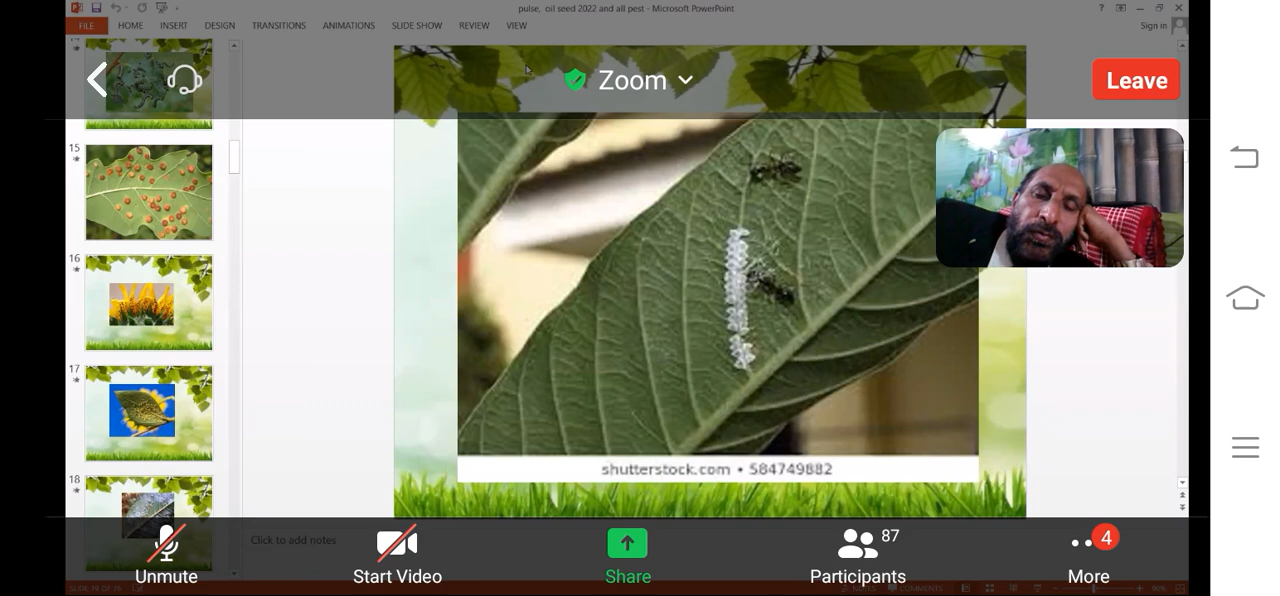 pulse, oil seed 2022 and all pest - Microsoft PowerPoint
FILE HOME INSERT DESIGN TRANSITIONS ANIMATIONS SLIDE SHOW REVIEW VIEW
Sign in
Zoom
Leave
15
16
17
18
shutterstock.com • 584749882
Click to add notes
87
4
Unmute
Start Video
Share
Participants
More